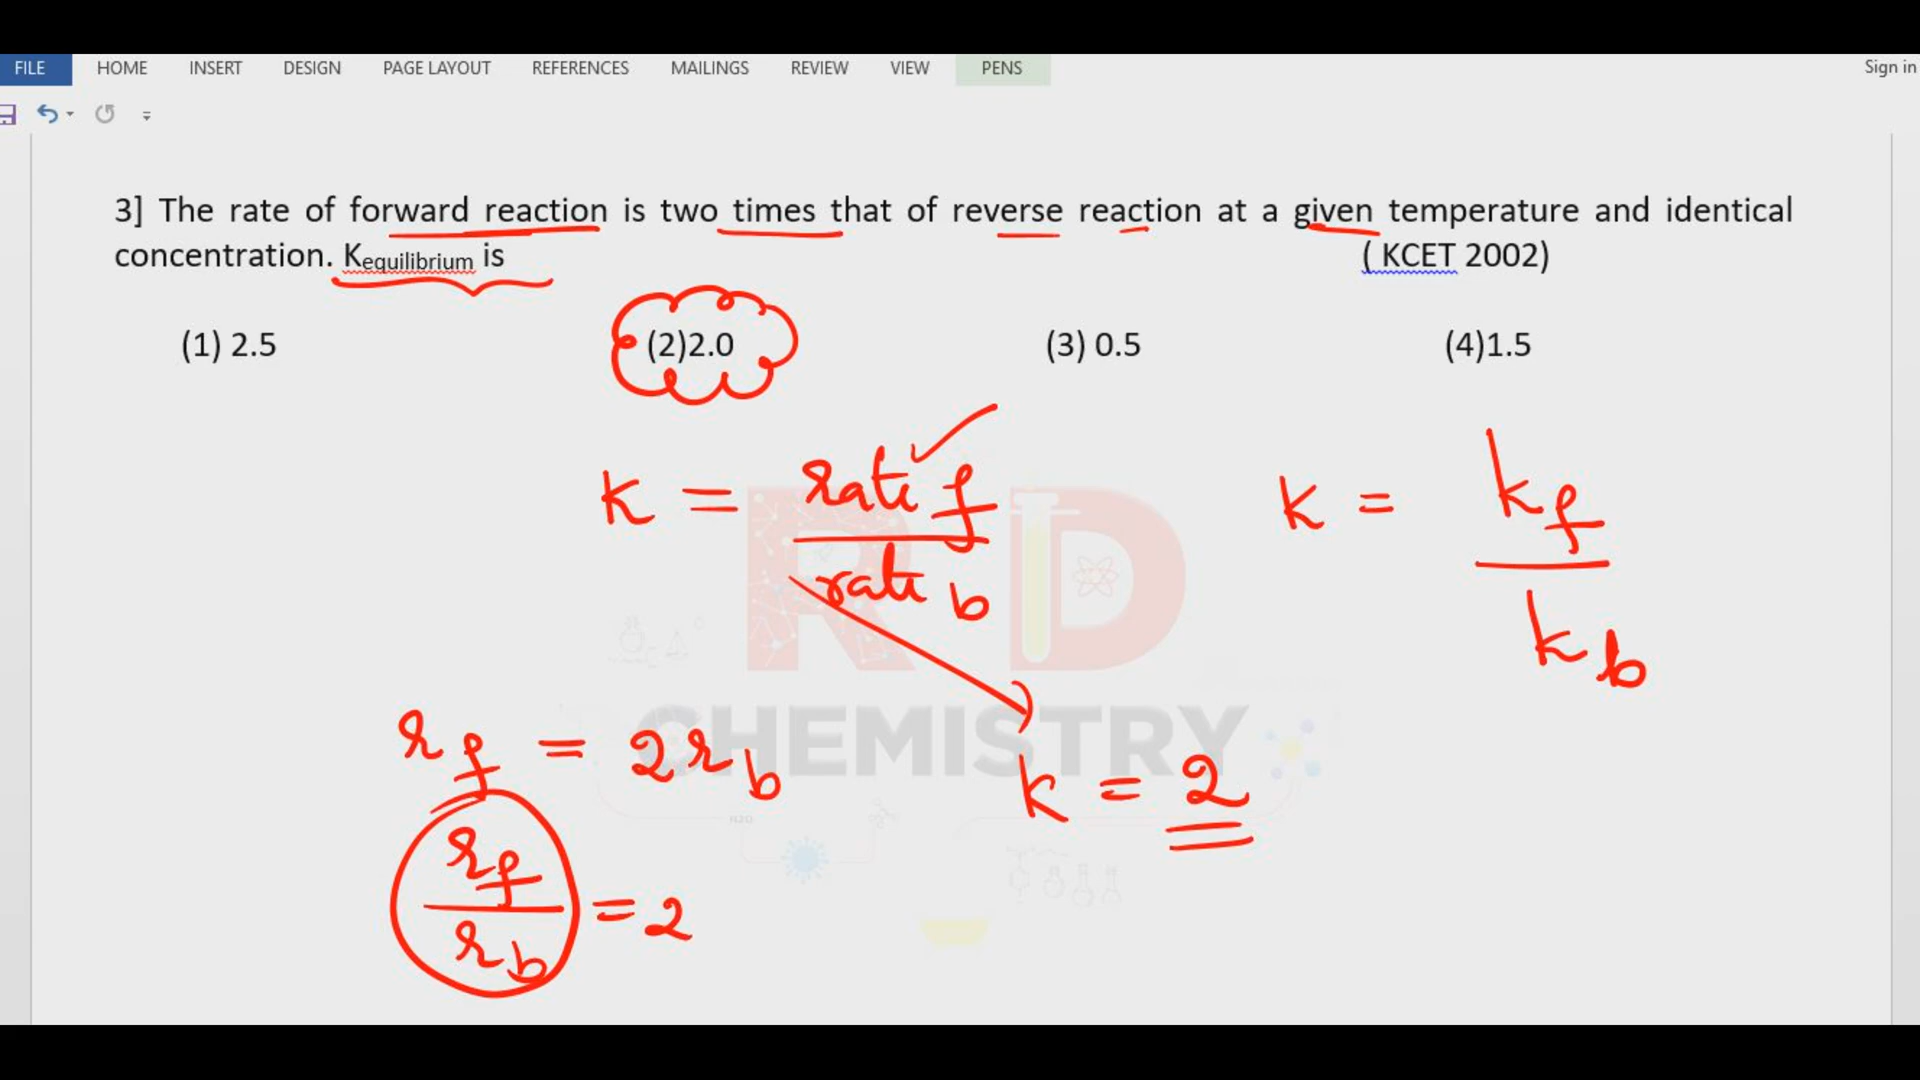 FILE HOME INSERT DESIGN PAGE LAYOUT REFERENCES MAILINGS REVIEW VIEW PENS Sign in
3] The rate of forward reaction is two times that of reverse reaction at a given temperature and identical
concentration. Kequilibrium is ( KCET 2002)
(1) 2.5 (2)2.0 (3) 0.5 (4)1.5
k = rate f / rate b
k = kf / kb
RD
CHEMISTRY
rf = 2rb
k = 2
rf / rb = 2
H2O